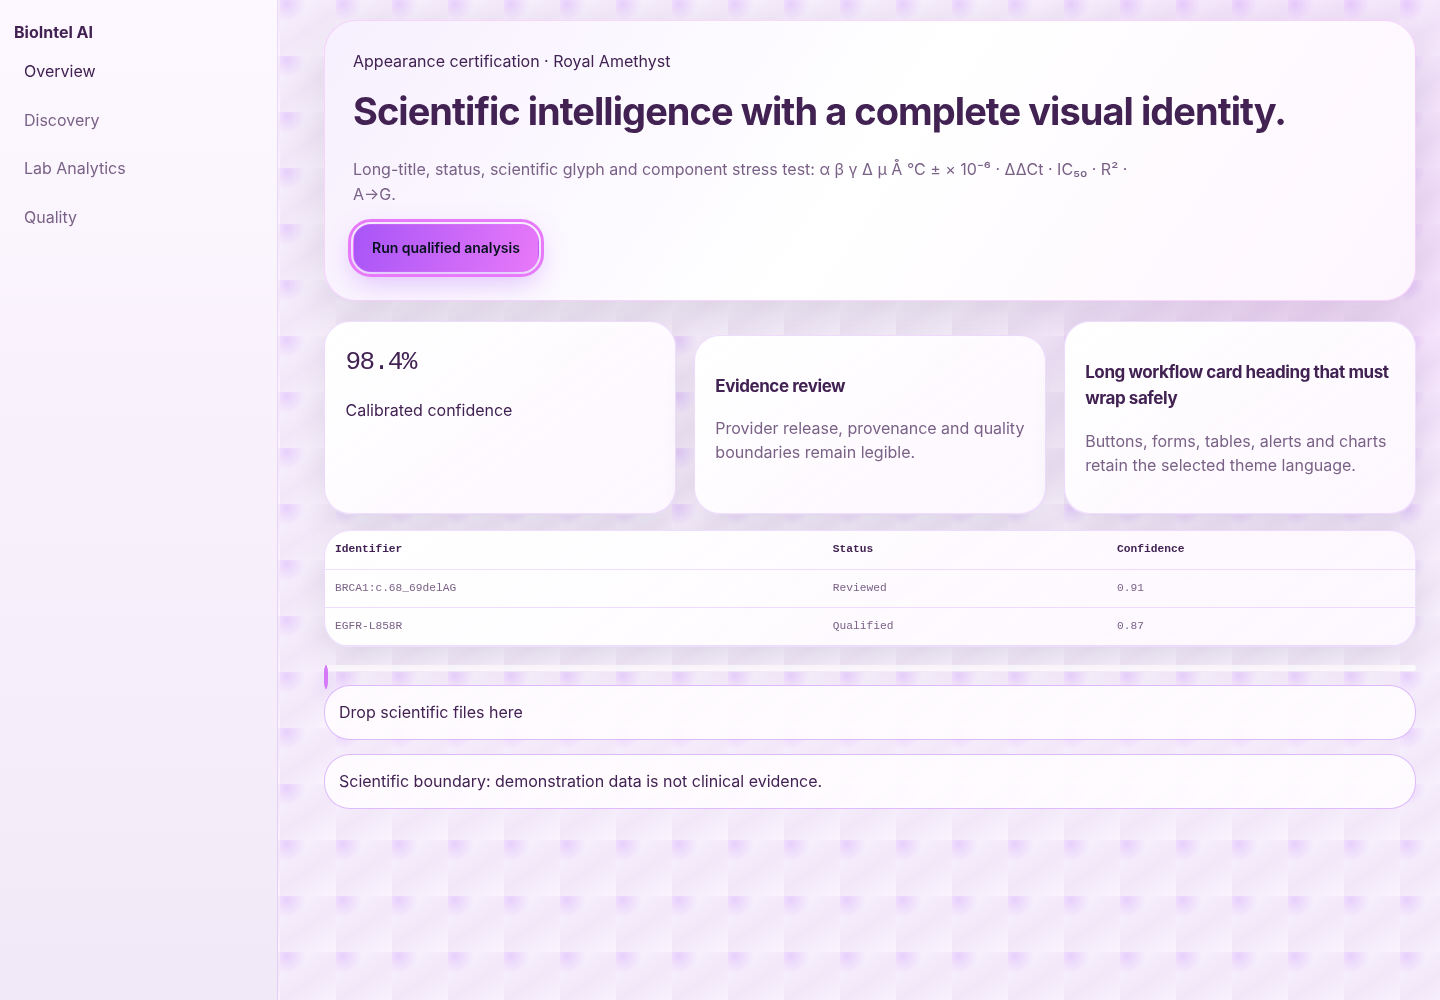 BioIntel AI
Overview
Discovery
Lab Analytics
Quality
Appearance certification · Royal Amethyst
Scientific intelligence with a complete visual identity.
Long-title, status, scientific glyph and component stress test: α β γ Δ μ Å °C ± × 10⁻⁶ · ΔΔCt · IC₅₀ · R² ·
A→G.
Run qualified analysis
98.4%
Calibrated confidence
Evidence review
Provider release, provenance and quality
boundaries remain legible.
Long workflow card heading that must
wrap safely
Buttons, forms, tables, alerts and charts
retain the selected theme language.
Identifier Status Confidence
BRCA1:c.68_69delAG Reviewed 0.91
EGFR-L858R Qualified 0.87
Drop scientific files here
Scientific boundary: demonstration data is not clinical evidence.